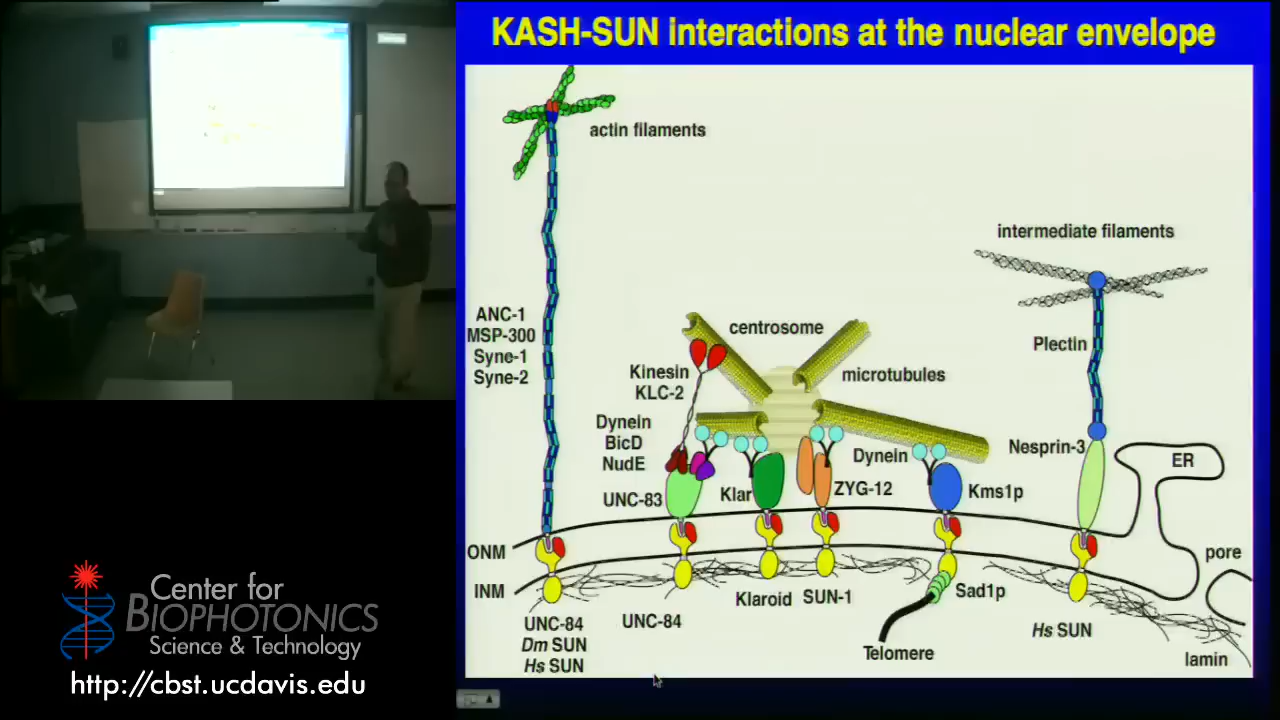 KASH-SUN interactions at the nuclear envelope
actin filaments
intermediate filaments
ANC-1
MSP-300
Syne-1
Syne-2
centrosome
Plectin
Kinesin
KLC-2
microtubules
Dynein
BicD
NudE
Dynein
Nesprin-3
ER
UNC-83
Klar
ZYG-12
Kms1p
ONM
pore
INM
UNC-84
Dm SUN
Hs SUN
UNC-84
Klaroid
SUN-1
Sad1p
Telomere
Hs SUN
lamin
Center for
BIOPHOTONICS
Science & Technology
http://cbst.ucdavis.edu